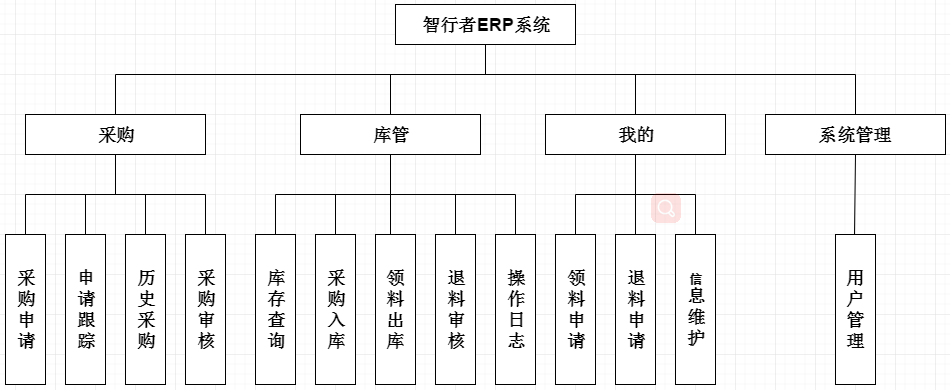 智行者ERP系统
采购
库管
我的
系统管理
采购申请
申请跟踪
历史采购
采购审核
库存查询
采购入库
领料出库
退料审核
操作日志
领料申请
退料申请
信息维护
用户管理